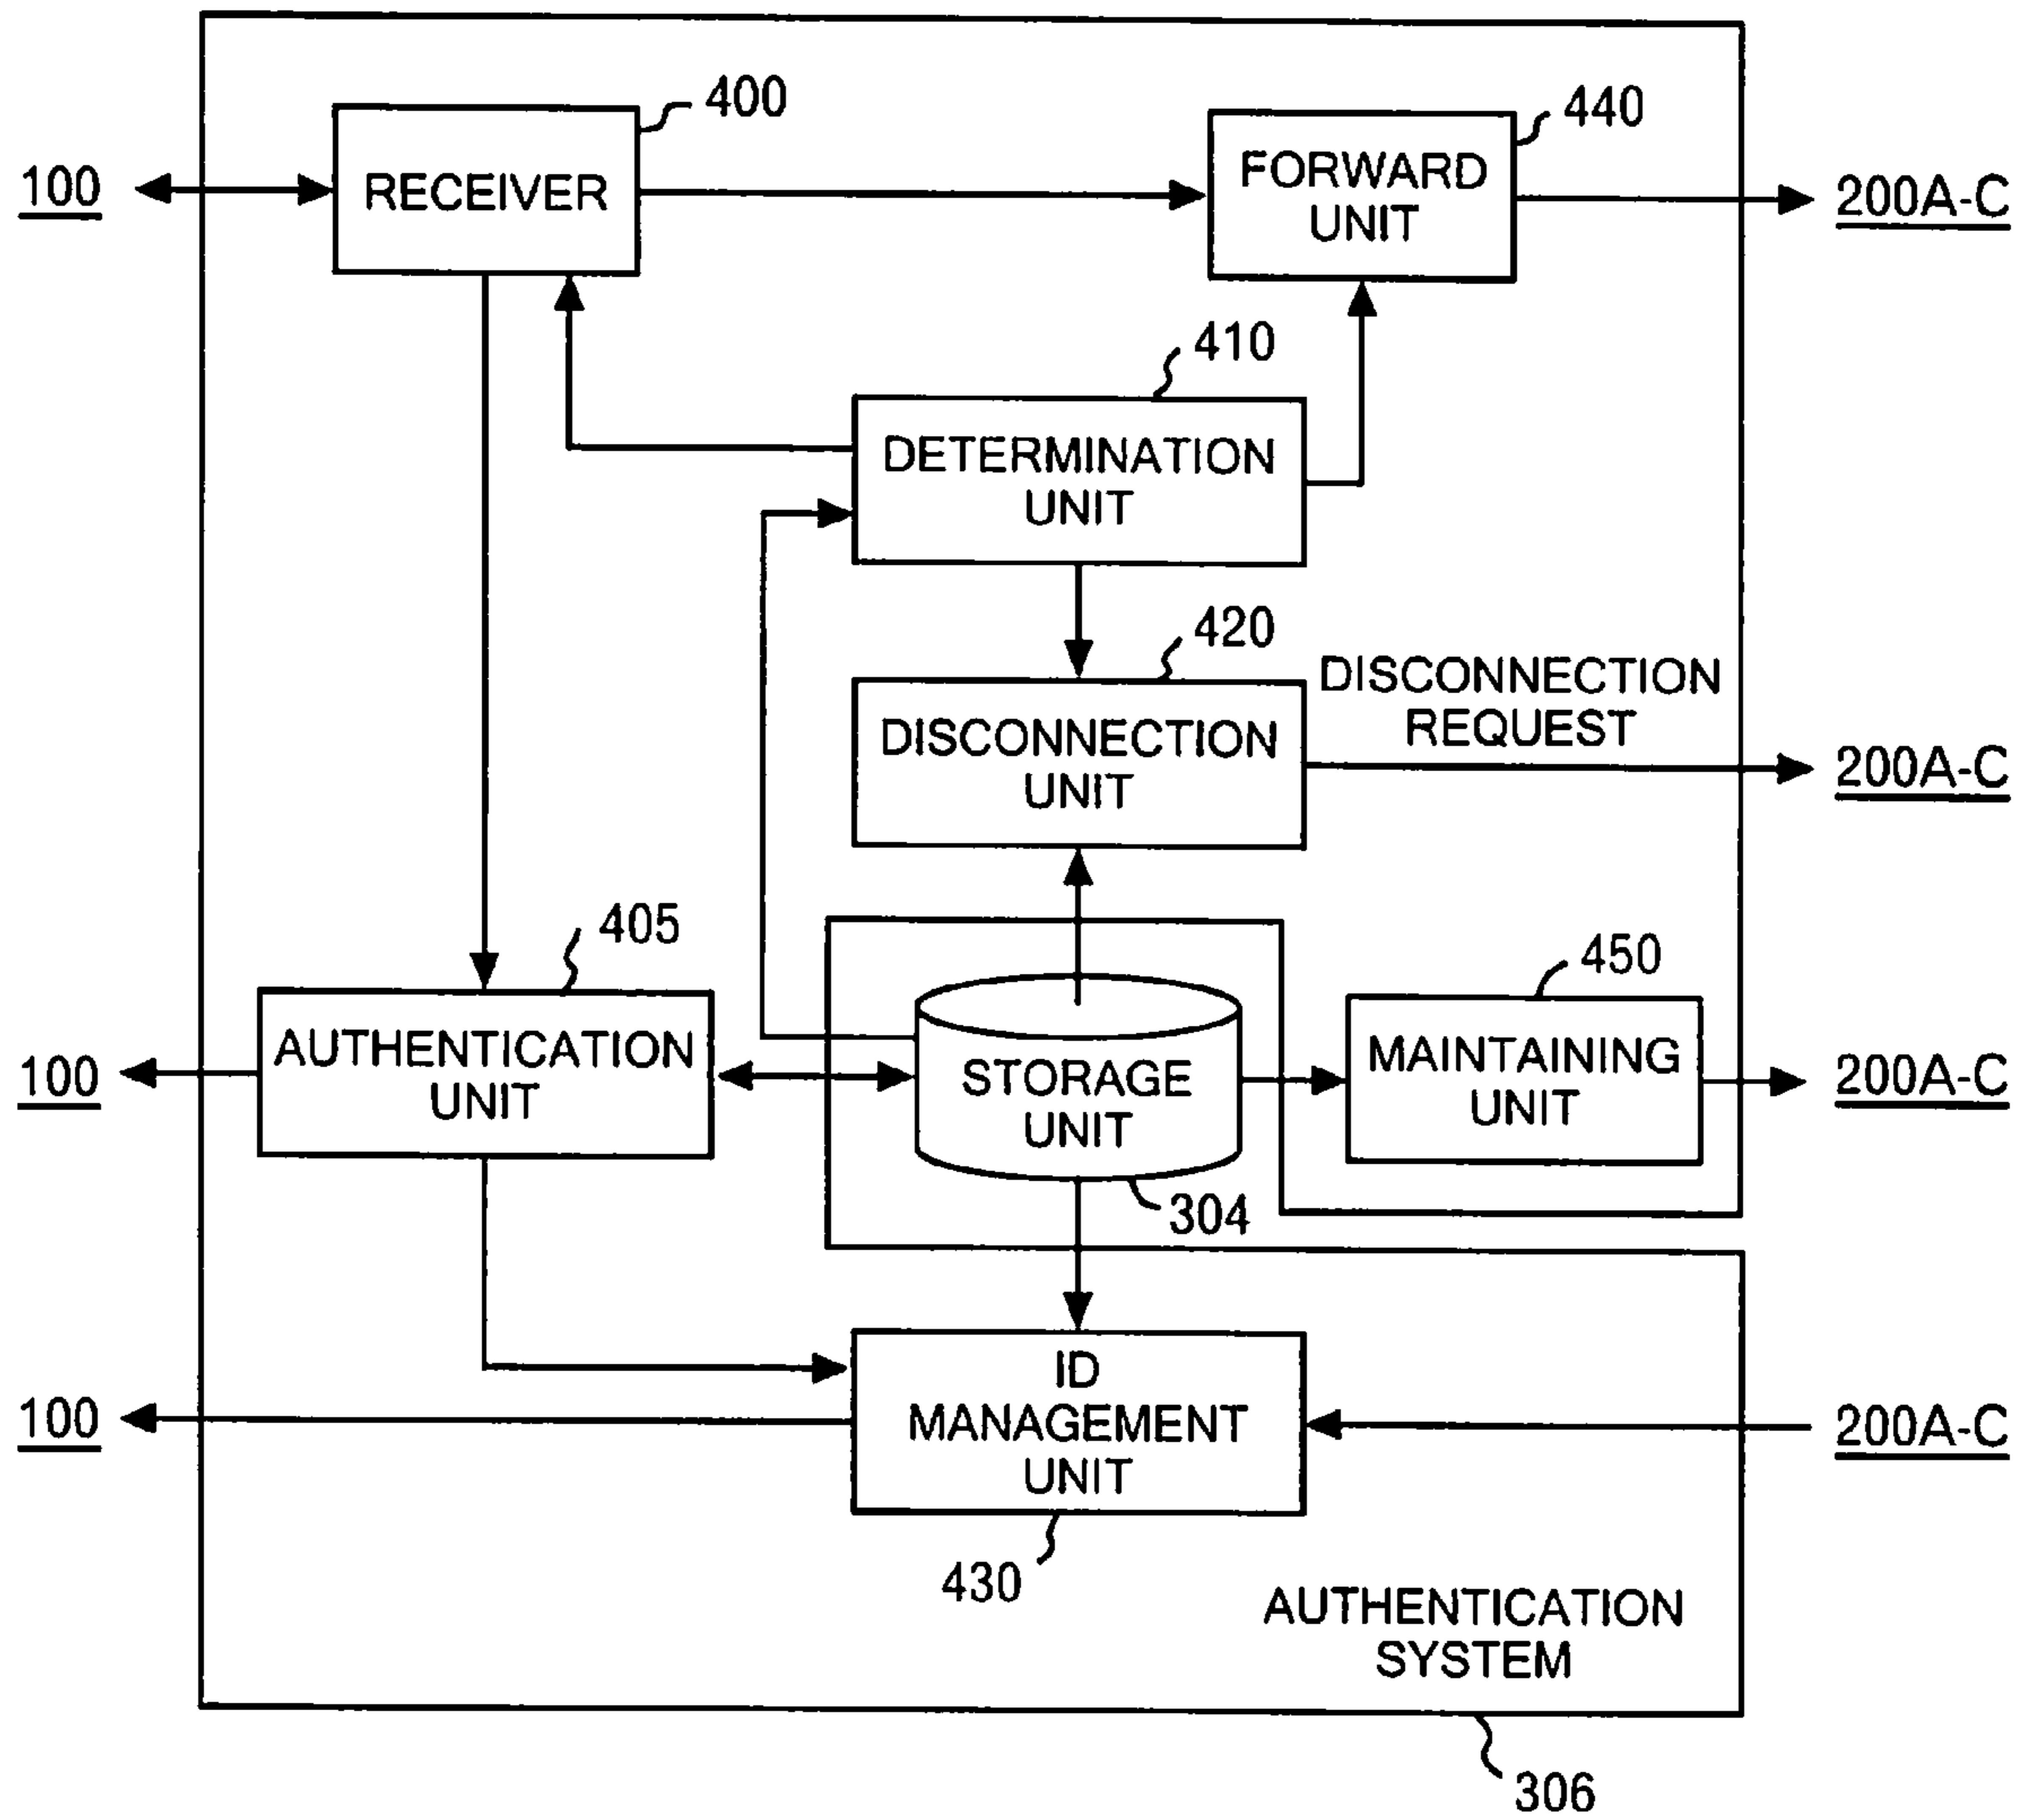 400
440
100
RECEIVER
FORWARD
UNIT
200A-C
410
DETERMINATION
UNIT
420
DISCONNECTION
REQUEST
DISCONNECTION
UNIT
200A-C
405
450
100
AUTHENTICATION
UNIT
STORAGE
UNIT
MAINTAINING
UNIT
200A-C
304
100
ID
MANAGEMENT
UNIT
200A-C
430
AUTHENTICATION
SYSTEM
306